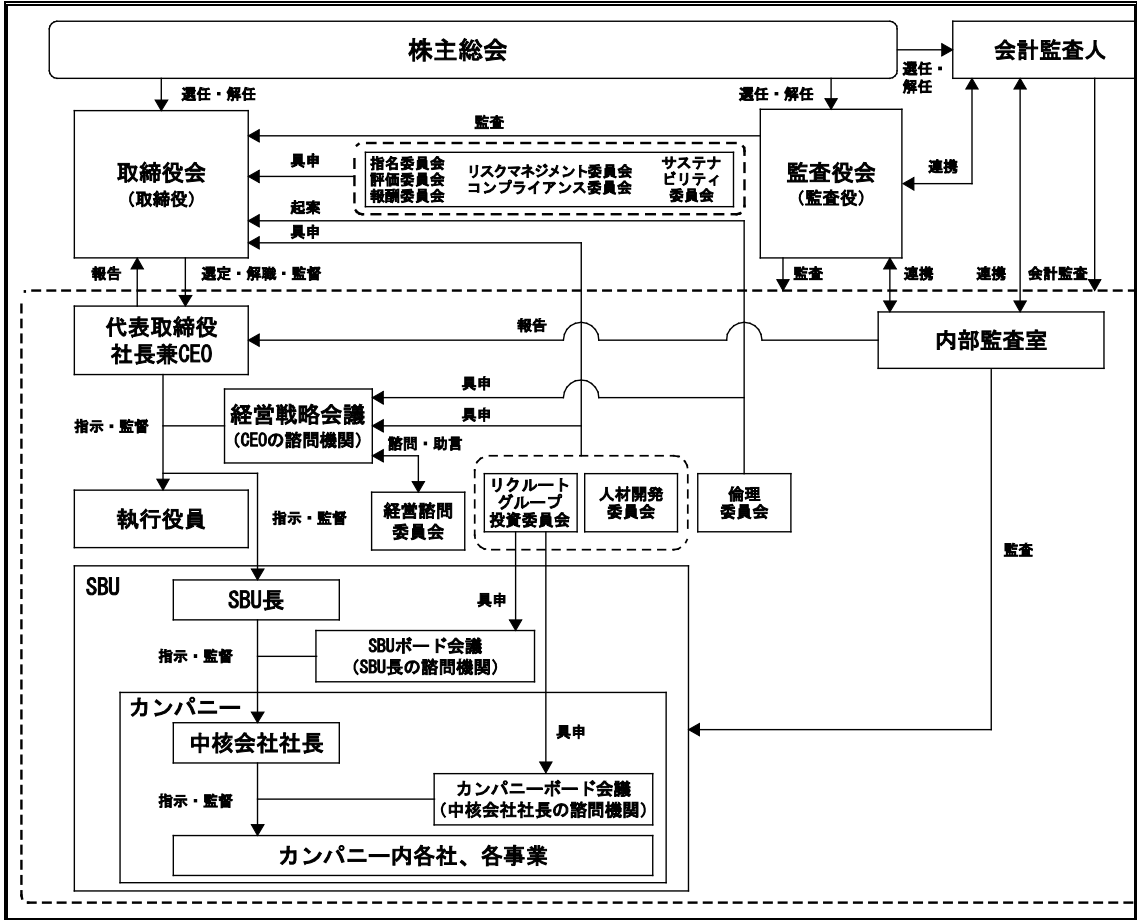 株主総会
会計監査人
選任・解任
選任・解任
選任・
解任
監査
取締役会
(取締役)
具申
指名委員会
評価委員会
報酬委員会
リスクマネジメント委員会
コンプライアンス委員会
サステナ
ビリティ
委員会
監査役会
(監査役)
連携
起案
具申
報告
選定・解職・監督
監査
連携
連携
会計監査
代表取締役
社長兼CEO
報告
内部監査室
具申
経営戦略会議
(CEOの諮問機関)
具申
指示・監督
諮問・助言
執行役員
指示・監督
経営諮問
委員会
リクルート
グループ
投資委員会
人材開発
委員会
倫理
委員会
監査
SBU
SBU長
具申
指示・監督
SBUボード会議
(SBU長の諮問機関)
カンパニー
中核会社社長
具申
指示・監督
カンパニーボード会議
(中核会社社長の諮問機関)
カンパニー内各社、各事業